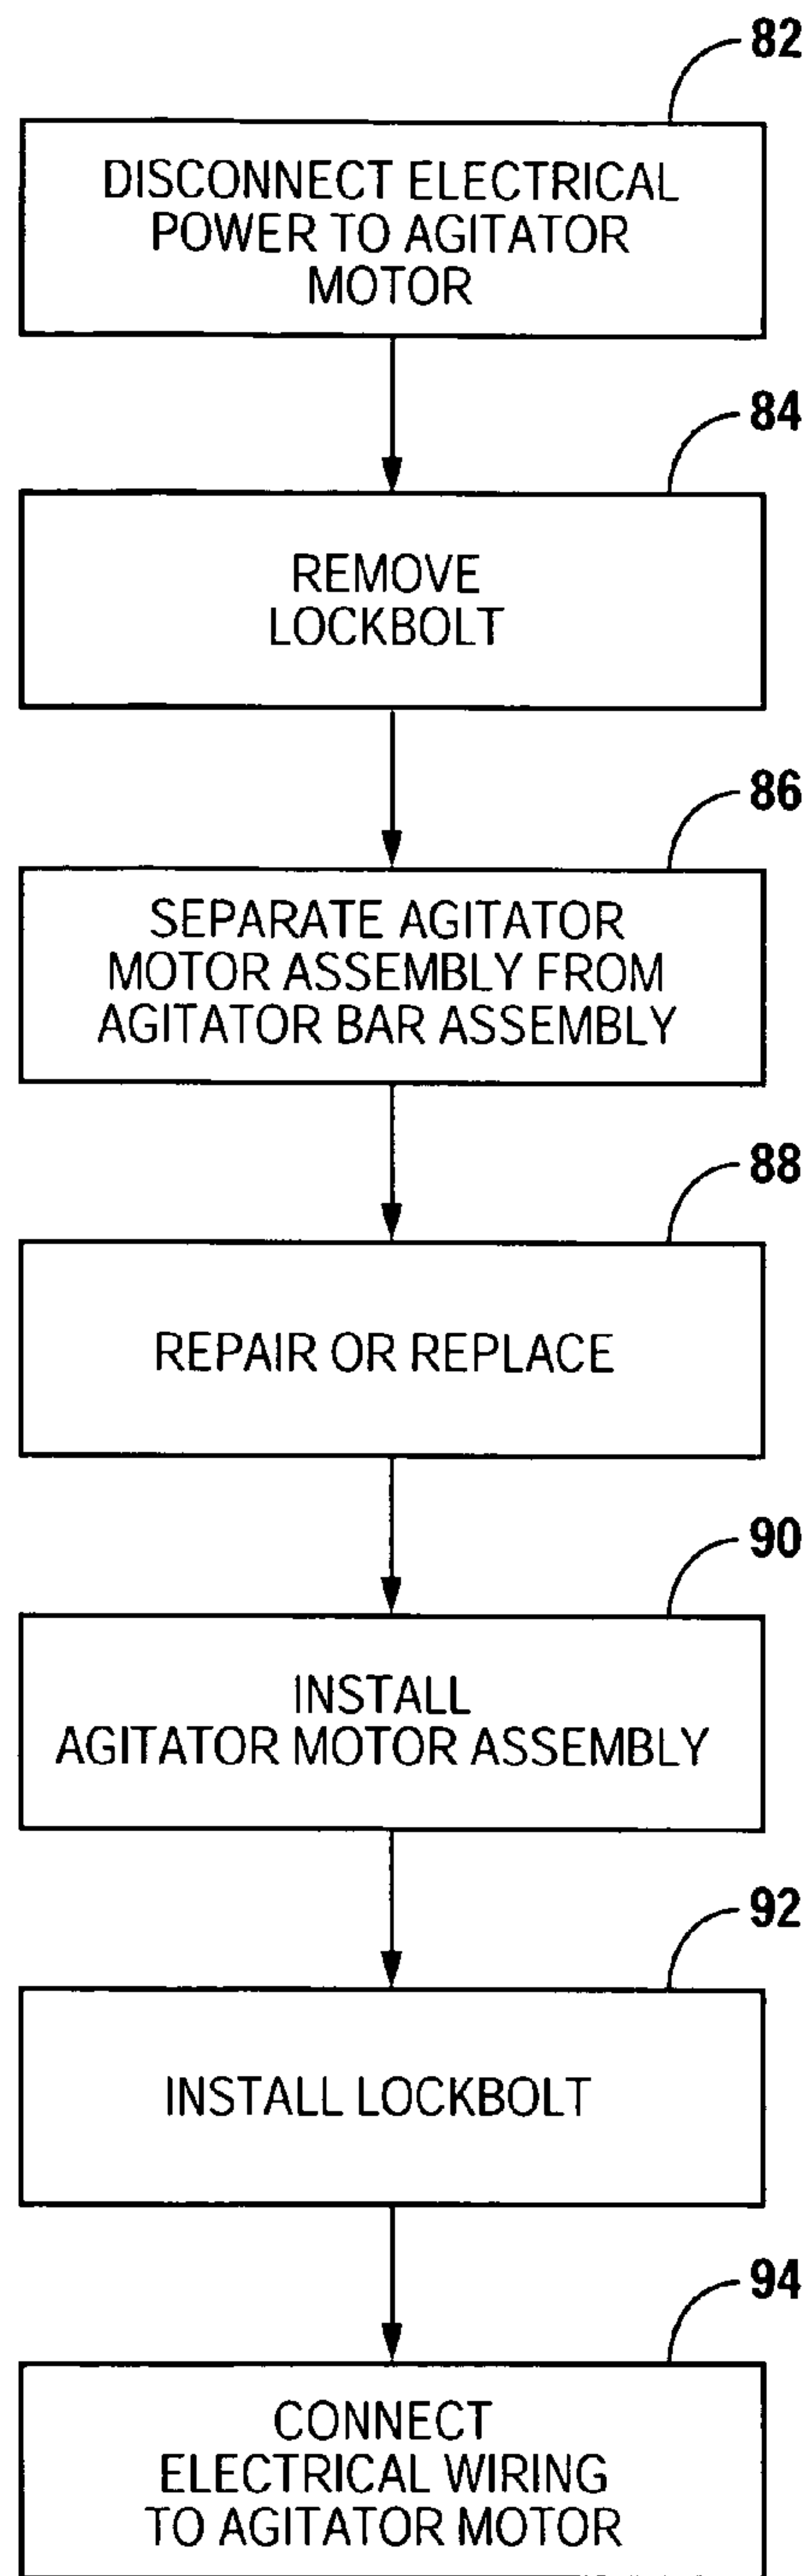 82
DISCONNECT ELECTRICAL
POWER TO AGITATOR
MOTOR
84
REMOVE
LOCKBOLT
86
SEPARATE AGITATOR
MOTOR ASSEMBLY FROM
AGITATOR BAR ASSEMBLY
88
REPAIR OR REPLACE
90
INSTALL
AGITATOR MOTOR ASSEMBLY
92
INSTALL LOCKBOLT
94
CONNECT
ELECTRICAL WIRING
TO AGITATOR MOTOR